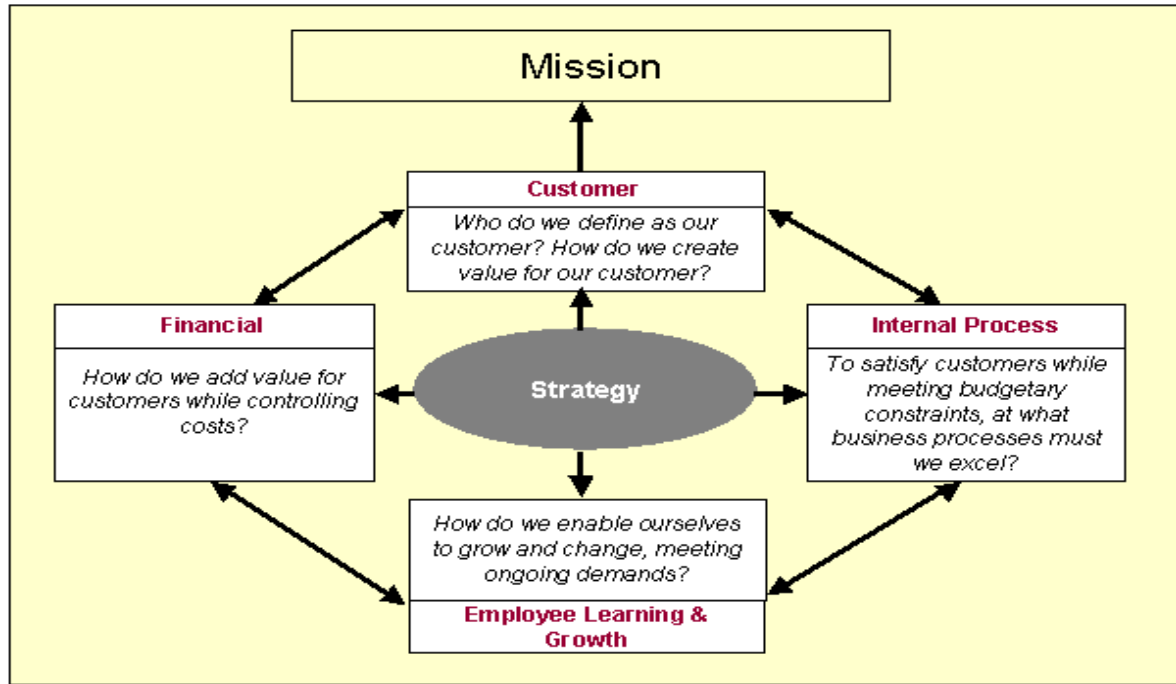 Mission
Customer
Who do we define as our
customer? How do we create
value for our customer?
Financial
How do we add value for
customers while controlling
costs?
Strategy
Internal Process
To satisfy customers while
meeting budgetary
constraints, at what
business processes must
we excel?
How do we enable ourselves
to grow and change, meeting
ongoing demands?
Employee Learning &
Growth